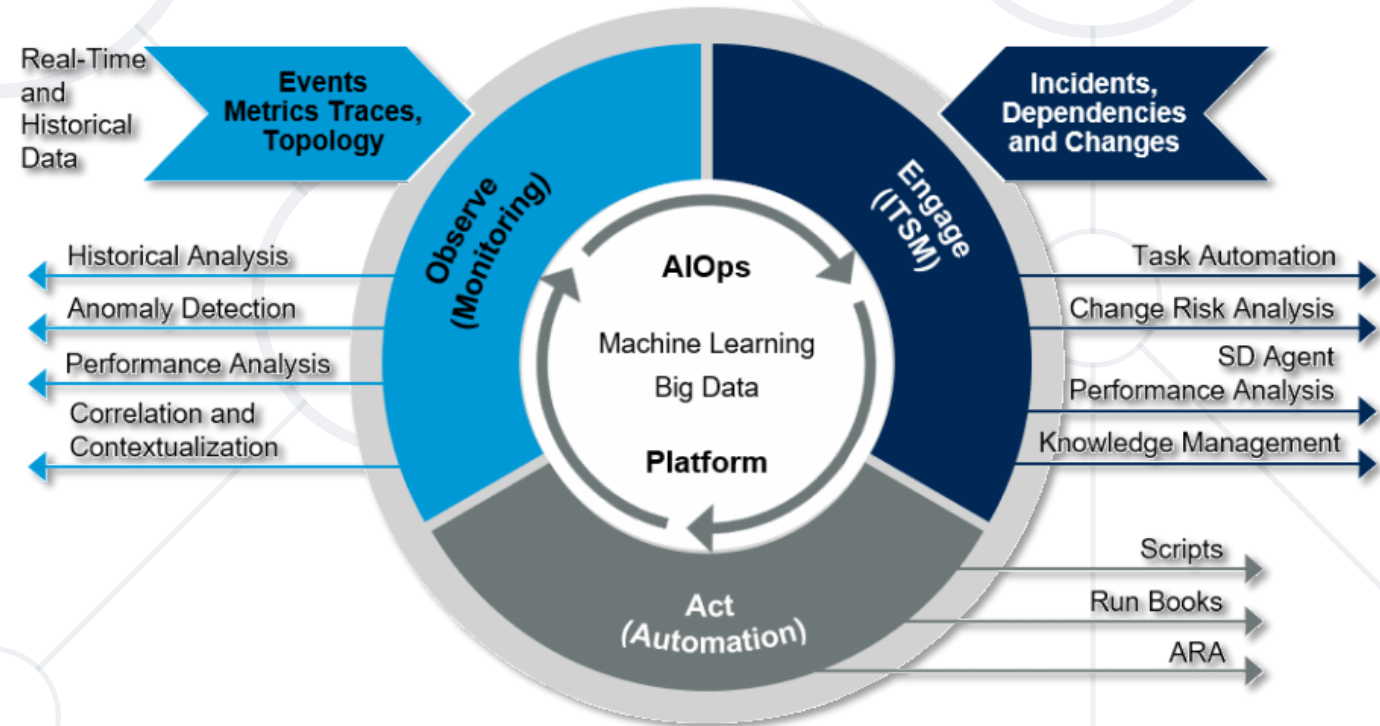 Real-Time
and
Historical
Data
Events
Metrics Traces,
Topology
Incidents,
Dependencies
and Changes
Observe
(Monitoring)
Engage
(ITSM)
Historical Analysis
Anomaly Detection
Performance Analysis
Correlation and
Contextualization
AIOps
Machine Learning
Big Data
Platform
Task Automation
Change Risk Analysis
SD Agent
Performance Analysis
Knowledge Management
Act
(Automation)
Scripts
Run Books
ARA